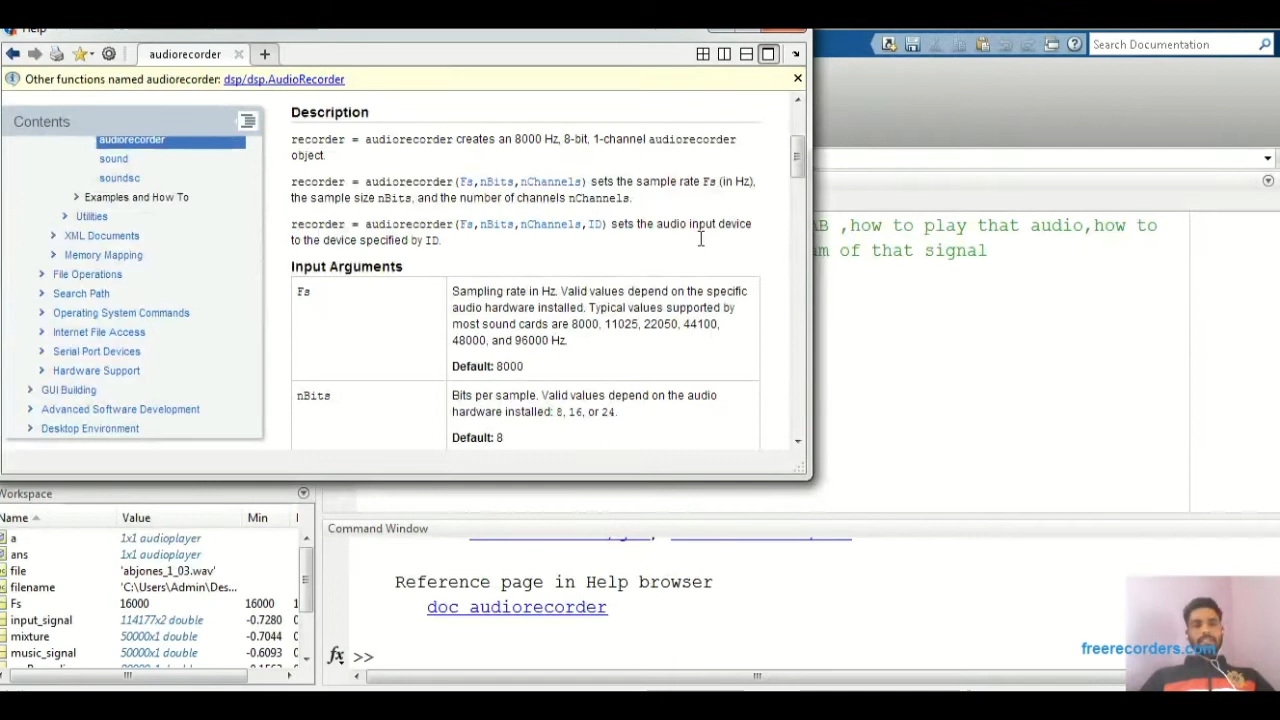 Help
Search Documentation
audiorecorder
Other functions named audiorecorder: dsp/dsp.AudioRecorder
Contents
audiorecorder
sound
soundsc
Examples and How To
Utilities
XML Documents
Memory Mapping
File Operations
Search Path
Operating System Commands
Internet File Access
Serial Port Devices
Hardware Support
GUI Building
Advanced Software Development
Desktop Environment
Description
recorder = audiorecorder creates an 8000 Hz, 8-bit, 1-channel audiorecorder
object.
recorder = audiorecorder(Fs,nBits,nChannels) sets the sample rate Fs (in Hz),
the sample size nBits, and the number of channels nChannels.
recorder = audiorecorder(Fs,nBits,nChannels,ID) sets the audio input device
to the device specified by ID.
Input Arguments
Fs
Sampling rate in Hz. Valid values depend on the specific
audio hardware installed. Typical values supported by
most sound cards are 8000, 11025, 22050, 44100,
48000, and 96000 Hz.
Default: 8000
nBits
Bits per sample. Valid values depend on the audio
hardware installed: 8, 16, or 24.
Default: 8
,how to play that audio,how to
of that signal
Workspace
Name Value Min
a 1x1 audioplayer
ans 1x1 audioplayer
file 'abjones_1_03.wav'
filename 'C:\Users\Admin\Des...
Fs 16000 16000
input_signal 114177x2 double -0.7280
mixture 50000x1 double -0.7044
music_signal 50000x1 double -0.6093
Command Window
Reference page in Help browser
doc audiorecorder
fx >>
freerecorders.com